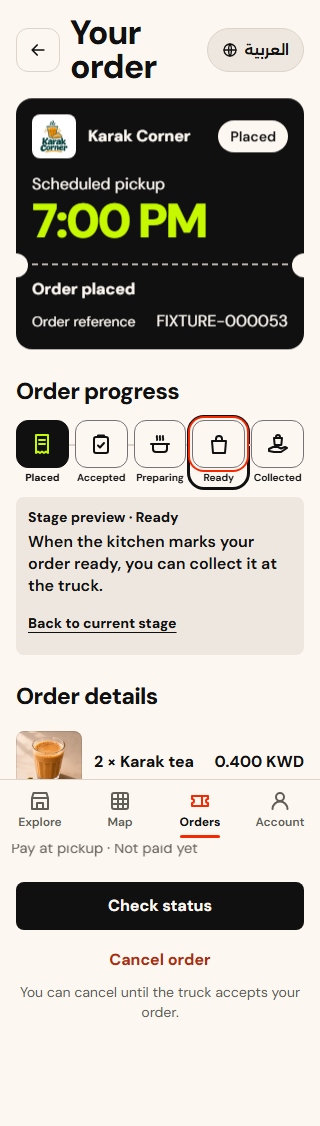 Your
order
العربية
Karak
Corner
Karak Corner
Placed
Scheduled pickup
7:00 PM
Order placed
Order reference FIXTURE-000053
Order progress
Placed Accepted Preparing Ready Collected
Stage preview · Ready
When the kitchen marks your
order ready, you can collect it at
the truck.
Back to current stage
Order details
2 × Karak tea 0.400 KWD
Explore Map Orders Account
Pay at pickup · Not paid yet
Check status
Cancel order
You can cancel until the truck accepts your
order.